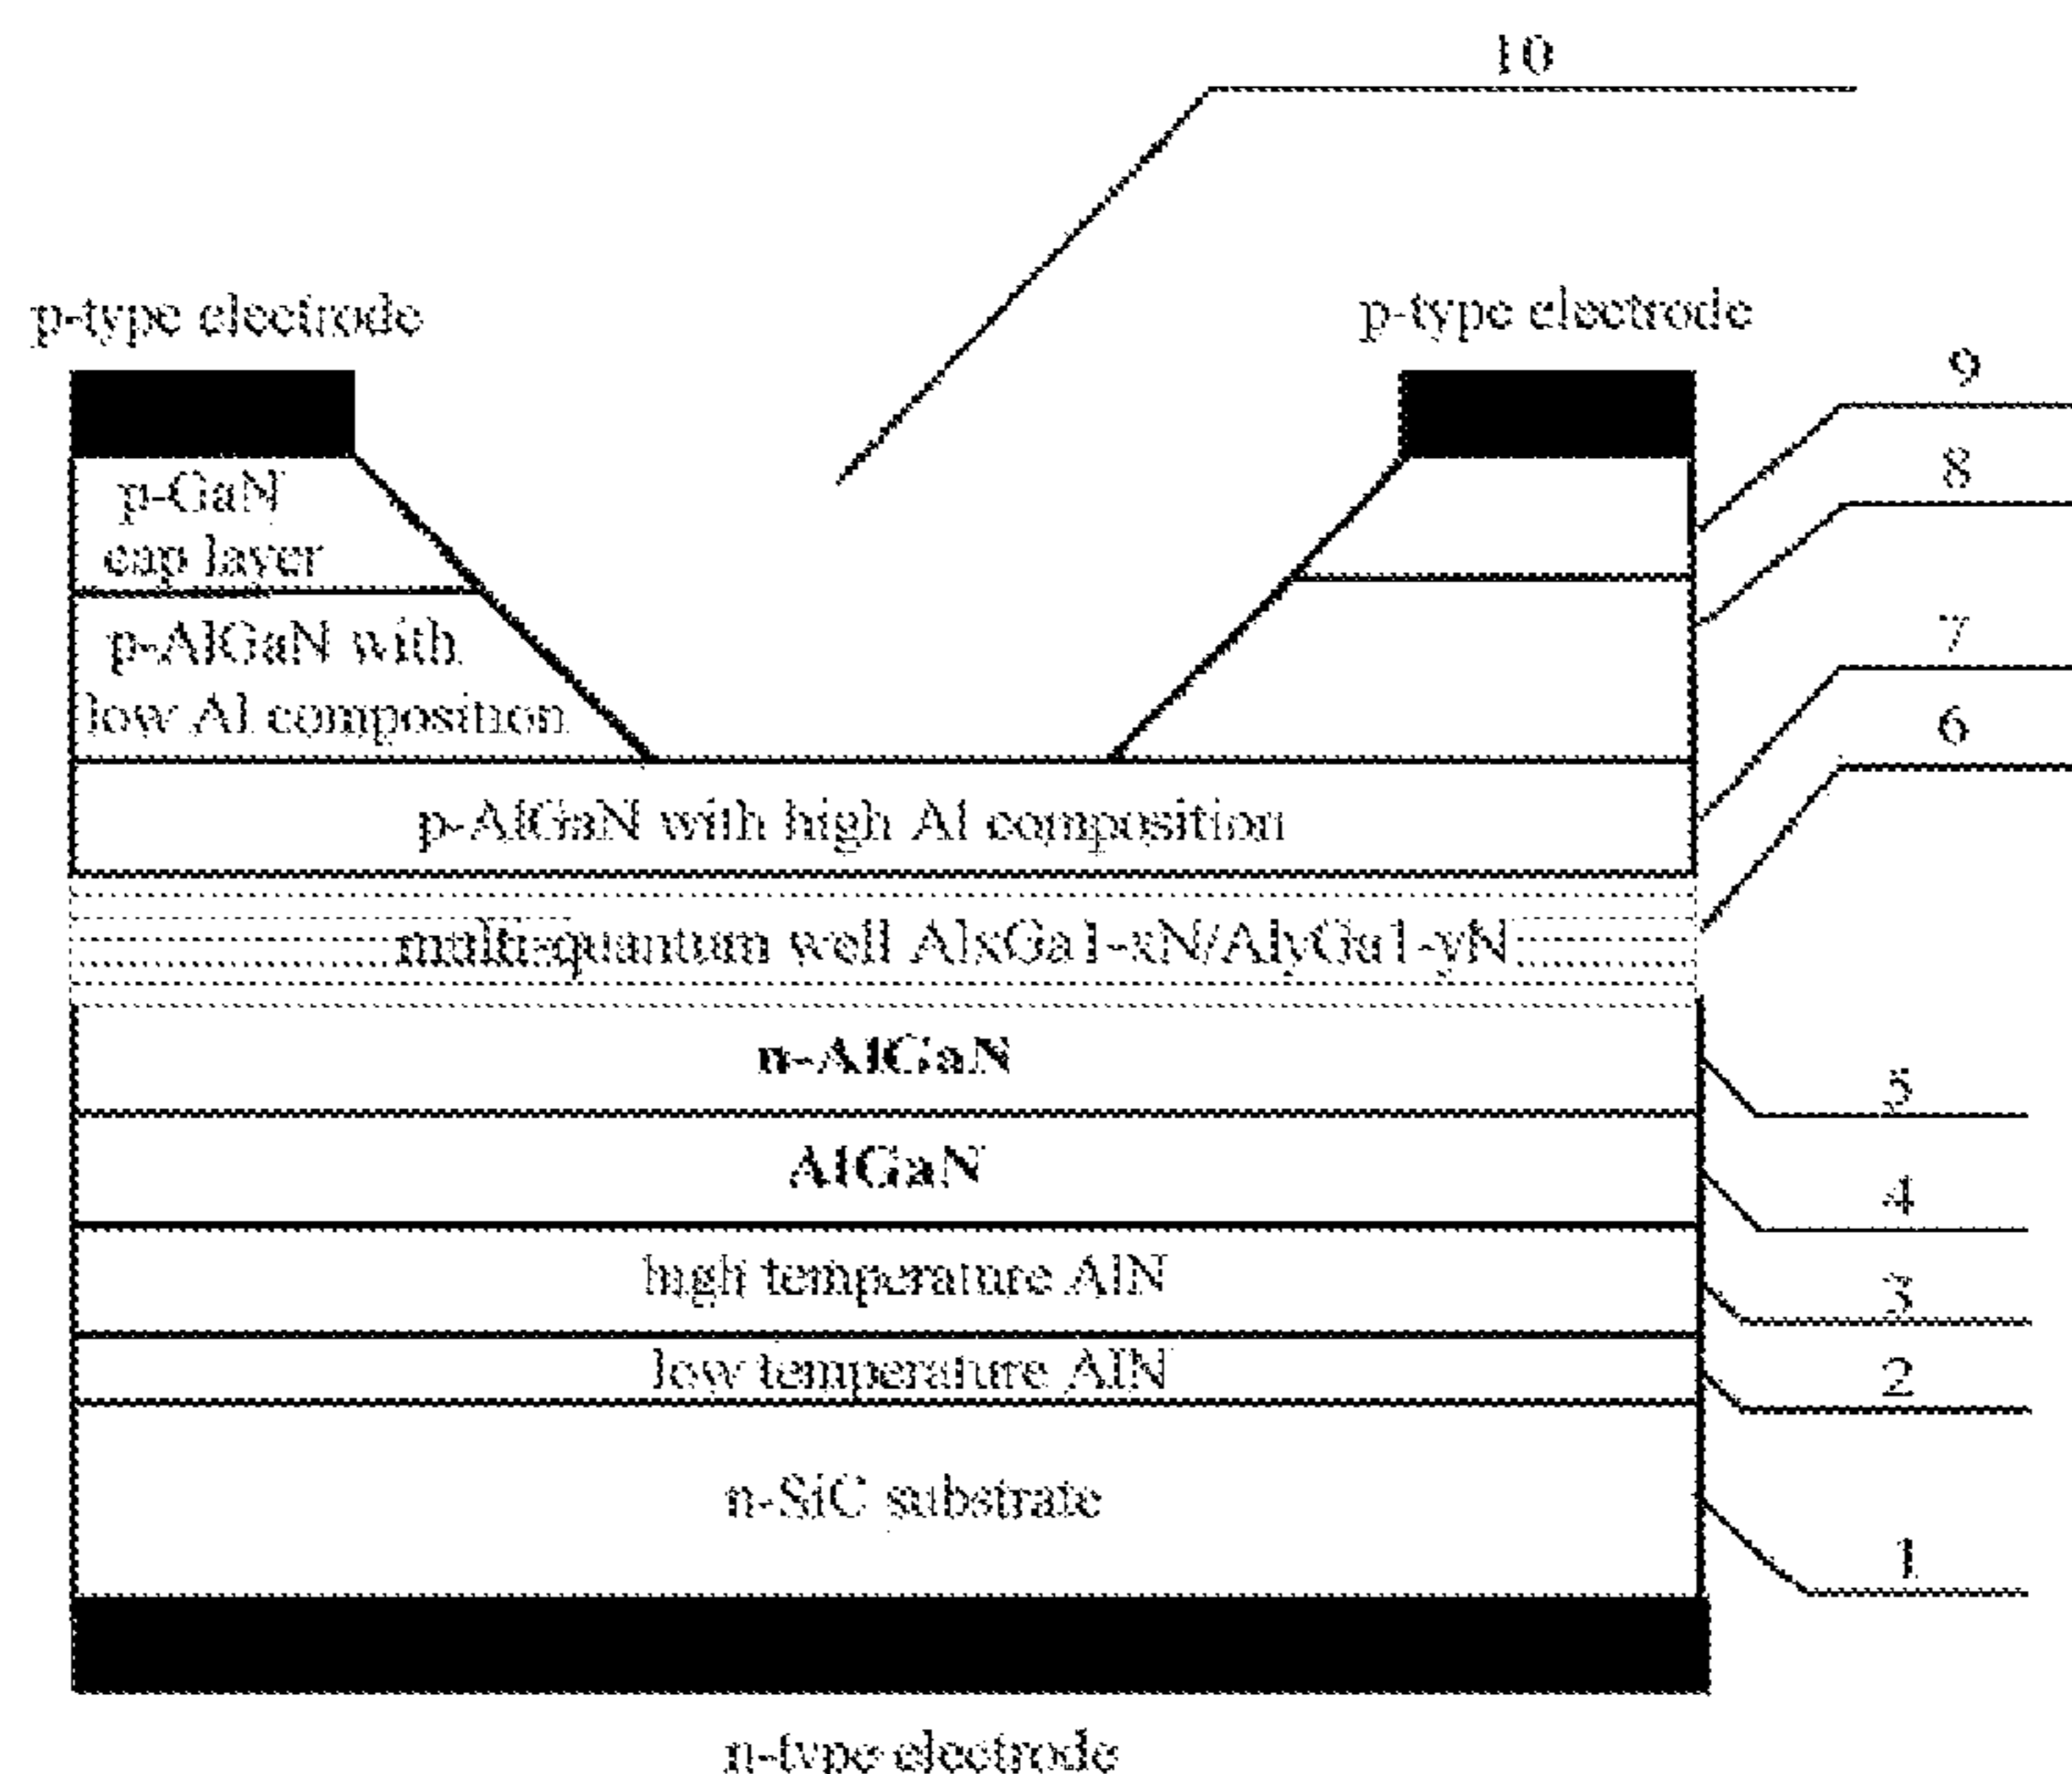 10
p-type electrode
p-type electrode
9
p-GaN
cap layer
8
p-AlGaN with
low Al composition
7
6
p-AlGaN with high Al composition
multi-quantum well AlxGa1-xN/AlyGa1-yN
n-AlGaN
5
AlGaN
4
high temperature AlN
3
low temperature AlN
2
n-SiC substrate
1
n-type electrode